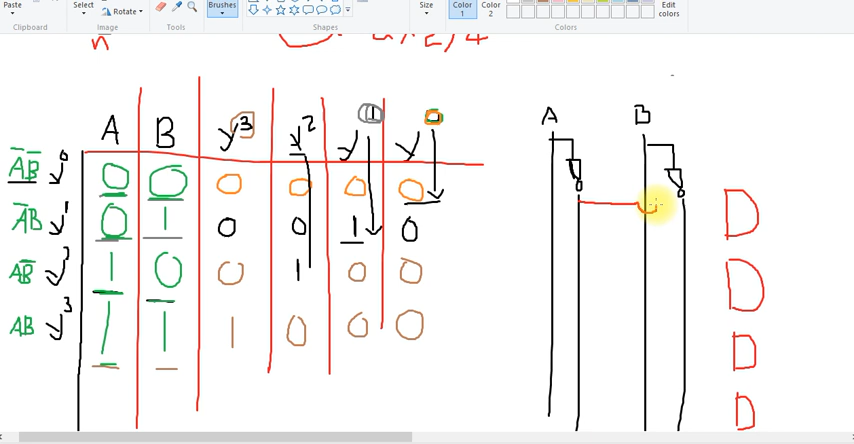 Paste
Select
Rotate
Brushes
Size
Color 1
Color 2
Edit colors
Clipboard
Image
Tools
Shapes
Colors
n
A B y3 y2 y1 y0
A̅B̅ y0 0 0 0 0 0 0
A̅B y1 0 1 0 0 1 0
AB̅ y2 1 0 0 1 0 0
AB y3 1 1 1 0 0 0
A B